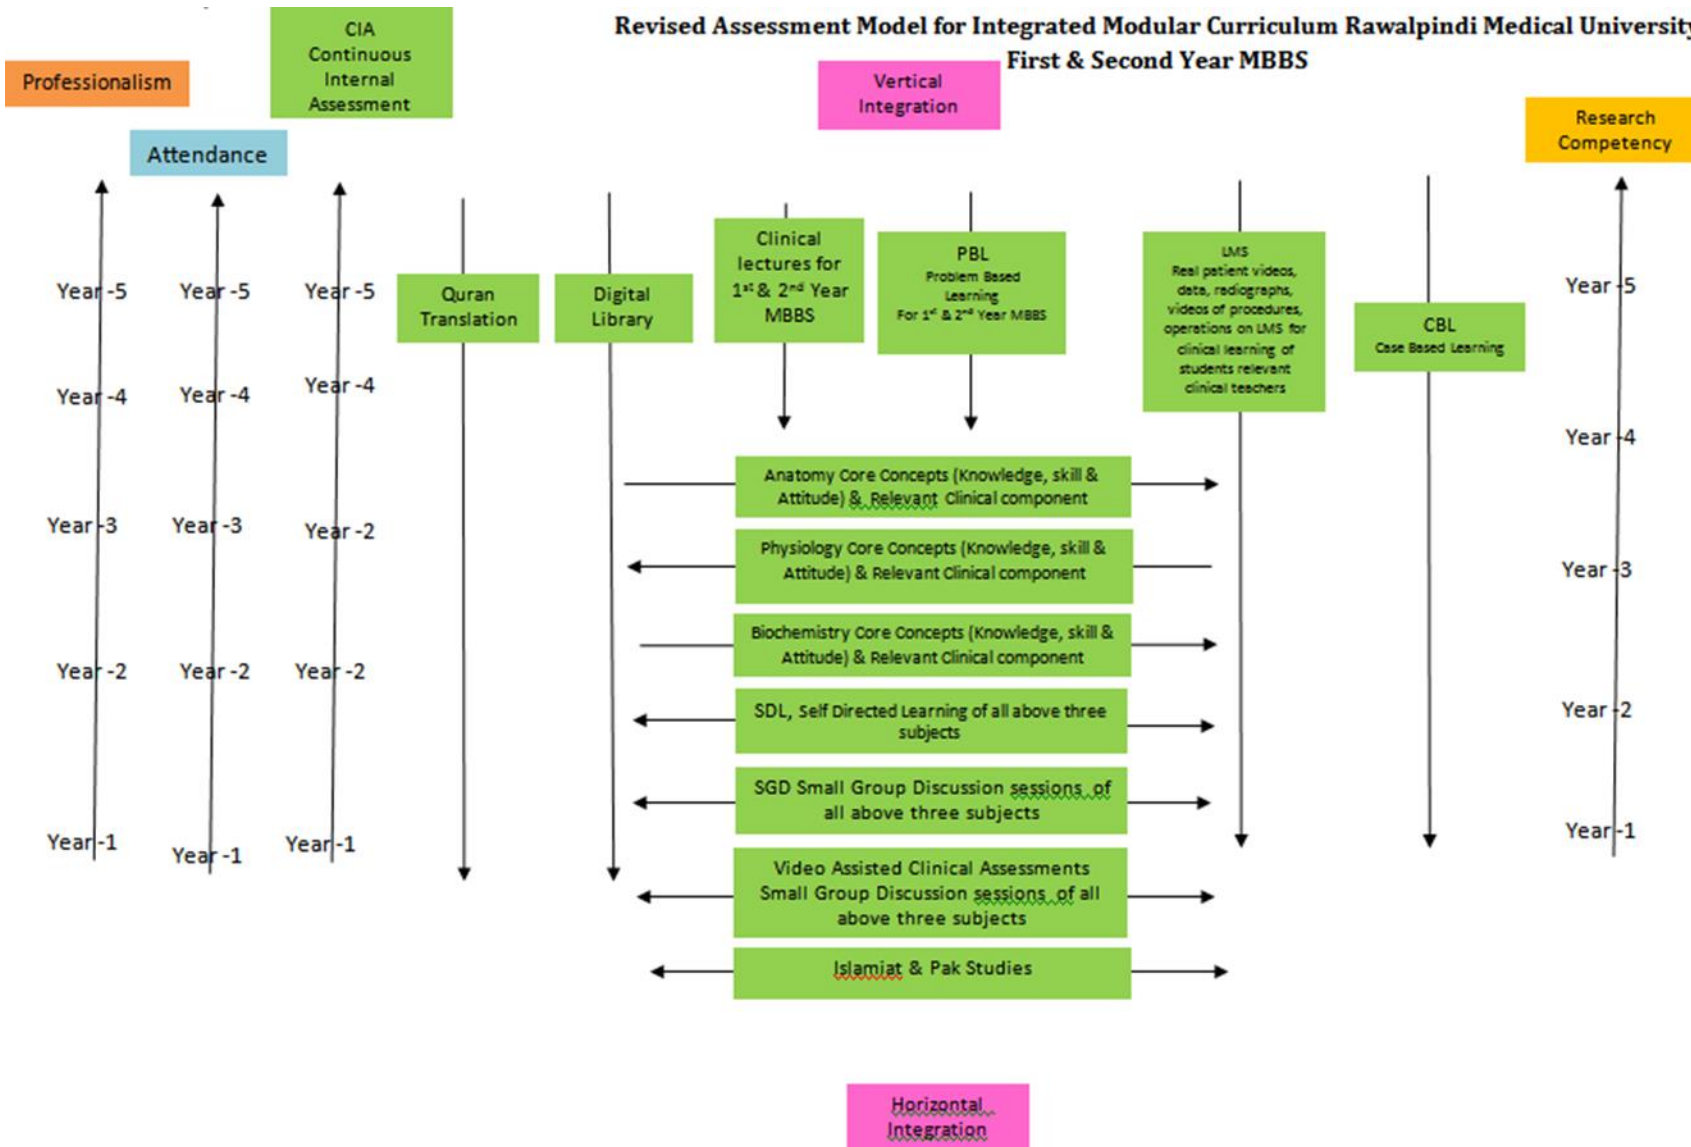 Revised Assessment Model for Integrated Modular Curriculum Rawalpindi Medical University
First & Second Year MBBS
Professionalism
Attendance
CIA
Continuous
Internal
Assessment
Vertical
Integration
Research
Competency
Year -5
Year -4
Year -3
Year -2
Year -1
Year -5
Year -4
Year -3
Year -2
Year -1
Year -5
Year -4
Year -2
Year -2
Year -1
Quran
Translation
Digital
Library
Clinical
lectures for
1st & 2nd Year
MBBS
PBL
Problem Based
Learning
For 1st & 2nd Year MBBS
LMS
Real patient videos,
data, radiographs,
videos of procedures,
operations on LMS for
clinical learning of
students relevant
clinical teachers
CBL
Case Based Learning
Year -5
Year -4
Year -3
Year -2
Year -1
Anatomy Core Concepts (Knowledge, skill &
Attitude) & Relevant Clinical component
Physiology Core Concepts (Knowledge, skill &
Attitude) & Relevant Clinical component
Biochemistry Core Concepts (Knowledge, skill &
Attitude) & Relevant Clinical component
SDL, Self Directed Learning of all above three
subjects
SGD Small Group Discussion sessions of
all above three subjects
Video Assisted Clinical Assessments
Small Group Discussion sessions of all
above three subjects
Islamiat & Pak Studies
Horizontal
Integration